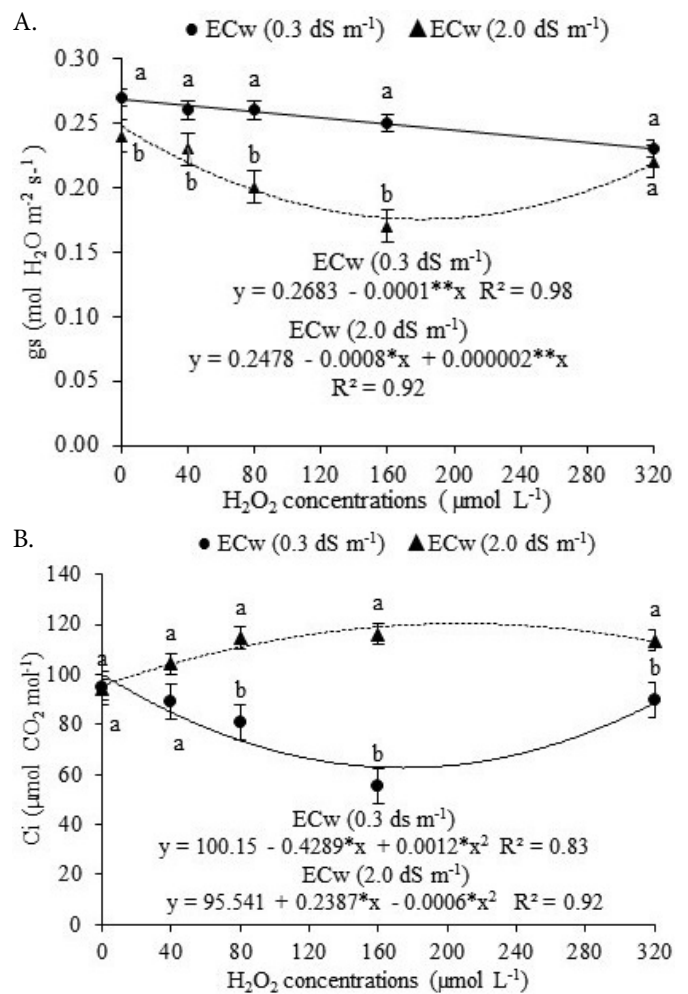 A.
● ECw (0.3 dS m⁻¹) ▲ ECw (2.0 dS m⁻¹)
0.30
0.25
0.20
0.15
0.10
0.05
0.00
gs (mol H₂O m⁻² s⁻¹)
a a a a a
b b b b a
ECw (0.3 dS m⁻¹)
y = 0.2683 - 0.0001**x R² = 0.98
ECw (2.0 dS m⁻¹)
y = 0.2478 - 0.0008*x + 0.000002**x
R² = 0.92
0 40 80 120 160 200 240 280 320
H₂O₂ concentrations (μmol L⁻¹)
B.
● ECw (0.3 dS m⁻¹) ▲ ECw (2.0 dS m⁻¹)
140
120
100
80
60
40
20
0
Ci (μmol CO₂ mol⁻¹)
a a a a a
a a b b b
ECw (0.3 ds m⁻¹)
y = 100.15 - 0.4289*x + 0.0012*x² R² = 0.83
ECw (2.0 dS m⁻¹)
y = 95.541 + 0.2387*x - 0.0006*x² R² = 0.92
0 40 80 120 160 200 240 280 320
H₂O₂ concentrations (μmol L⁻¹)